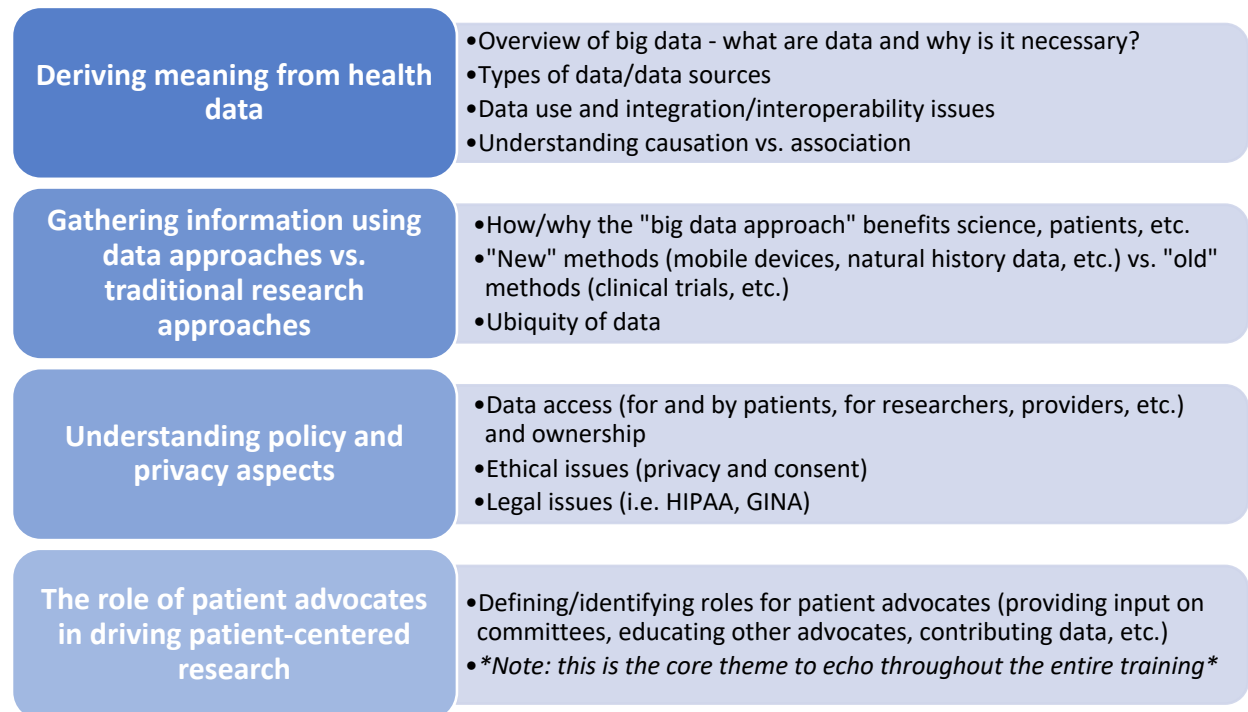 Deriving meaning from health
data
•Overview of big data - what are data and why is it necessary?
•Types of data/data sources
•Data use and integration/interoperability issues
•Understanding causation vs. association
Gathering information using
data approaches vs.
traditional research
approaches
•How/why the "big data approach" benefits science, patients, etc.
•"New" methods (mobile devices, natural history data, etc.) vs. "old"
methods (clinical trials, etc.)
•Ubiquity of data
Understanding policy and
privacy aspects
•Data access (for and by patients, for researchers, providers, etc.)
and ownership
•Ethical issues (privacy and consent)
•Legal issues (i.e. HIPAA, GINA)
The role of patient advocates
in driving patient-centered
research
•Defining/identifying roles for patient advocates (providing input on
committees, educating other advocates, contributing data, etc.)
•*Note: this is the core theme to echo throughout the entire training*